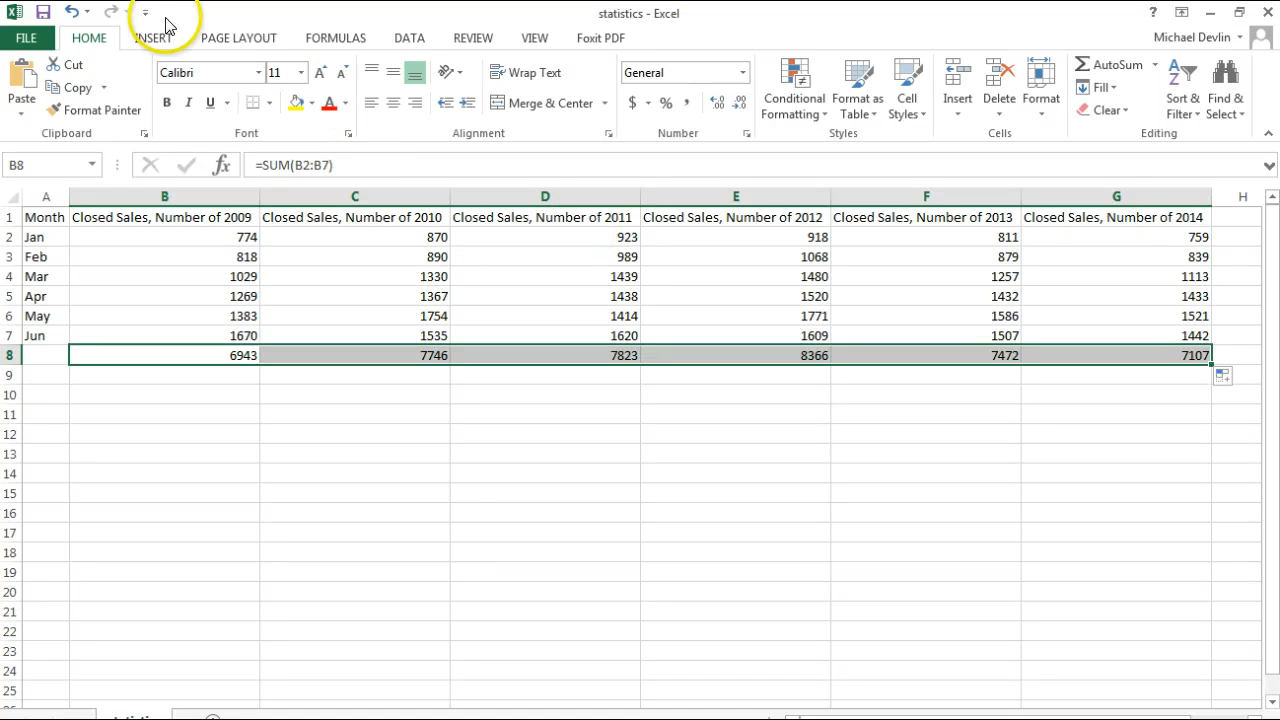 statistics - Excel
?
FILE HOME INSERT PAGE LAYOUT FORMULAS DATA REVIEW VIEW Foxit PDF
Michael Devlin
Paste
Cut
Copy
Format Painter
Clipboard
Calibri 11
B I U A
Font
Wrap Text
Merge & Center
Alignment
General
$ % ,
Number
Conditional Formatting
Format as Table
Cell Styles
Styles
Insert
Delete
Format
Cells
AutoSum
Fill
Clear
Sort & Filter
Find & Select
Editing
B8 fx =SUM(B2:B7)
A B C D E F G H
1 Month Closed Sales, Number of 2009 Closed Sales, Number of 2010 Closed Sales, Number of 2011 Closed Sales, Number of 2012 Closed Sales, Number of 2013 Closed Sales, Number of 2014
2 Jan 774 870 923 918 811 759
3 Feb 818 890 989 1068 879 839
4 Mar 1029 1330 1439 1480 1257 1113
5 Apr 1269 1367 1438 1520 1432 1433
6 May 1383 1754 1414 1771 1586 1521
7 Jun 1670 1535 1620 1609 1507 1442
8 6943 7746 7823 8366 7472 7107
9
10
11
12
13
14
15
16
17
18
19
20
21
22
23
24
25